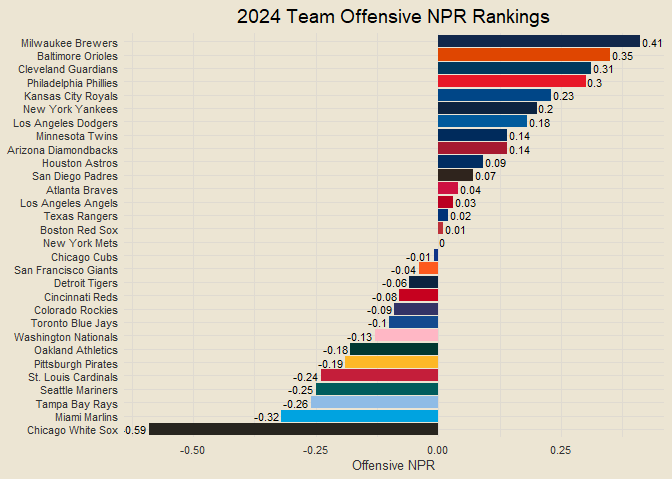 2024 Team Offensive NPR Rankings
Milwaukee Brewers 0.41
Baltimore Orioles 0.35
Cleveland Guardians 0.31
Philadelphia Phillies 0.3
Kansas City Royals 0.23
New York Yankees 0.2
Los Angeles Dodgers 0.18
Minnesota Twins 0.14
Arizona Diamondbacks 0.14
Houston Astros 0.09
San Diego Padres 0.07
Atlanta Braves 0.04
Los Angeles Angels 0.03
Texas Rangers 0.02
Boston Red Sox 0.01
New York Mets 0
Chicago Cubs -0.01
San Francisco Giants -0.04
Detroit Tigers -0.06
Cincinnati Reds -0.08
Colorado Rockies -0.09
Toronto Blue Jays -0.1
Washington Nationals -0.13
Oakland Athletics -0.18
Pittsburgh Pirates -0.19
St. Louis Cardinals -0.24
Seattle Mariners -0.25
Tampa Bay Rays -0.26
Miami Marlins -0.32
Chicago White Sox -0.59
-0.50 -0.25 0.00 0.25
Offensive NPR